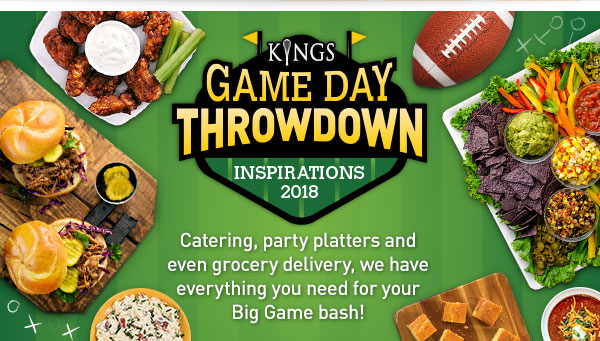 KINGS
GAME DAY
THROWDOWN
INSPIRATIONS
2018
Catering, party platters and
even grocery delivery, we have
everything you need for your
Big Game bash!